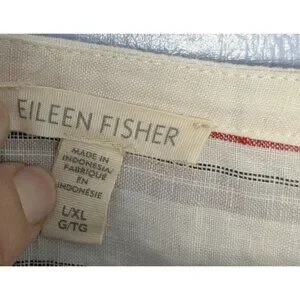 EILEEN FISHER
MADE IN
INDONESIA/
FABRIQUÉ
EN
INDONÉSIE
L/XL
G/TG